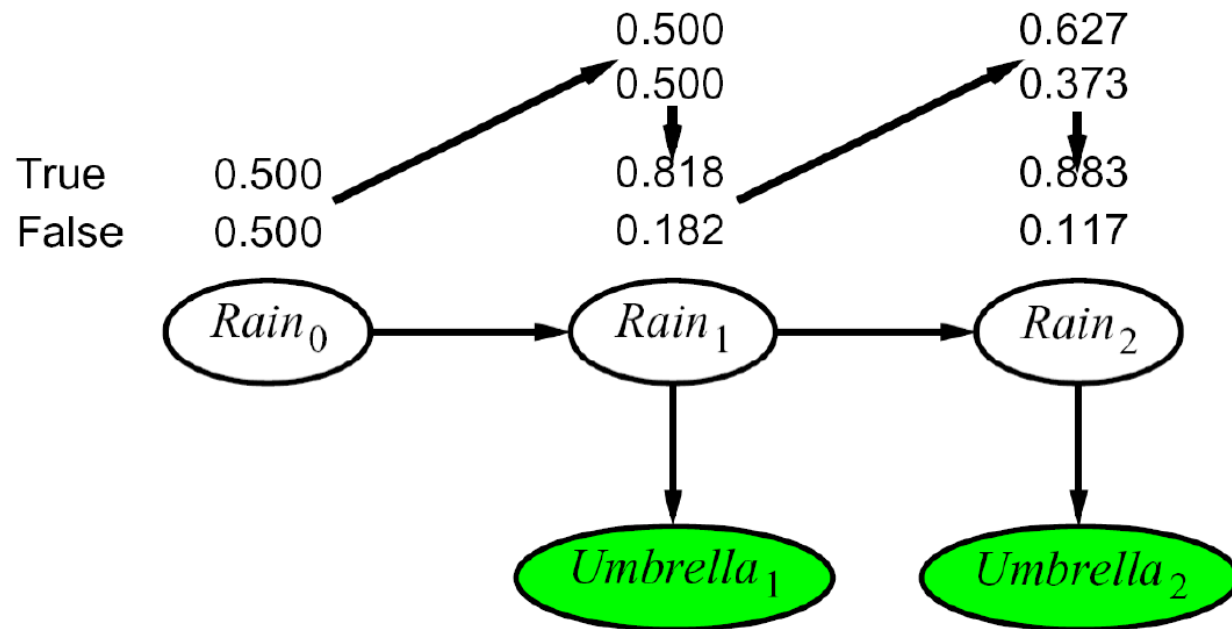 0.500 0.627
0.500 0.373
True 0.500 0.818 0.883
False 0.500 0.182 0.117
Rain0 Rain1 Rain2
Umbrella1 Umbrella2